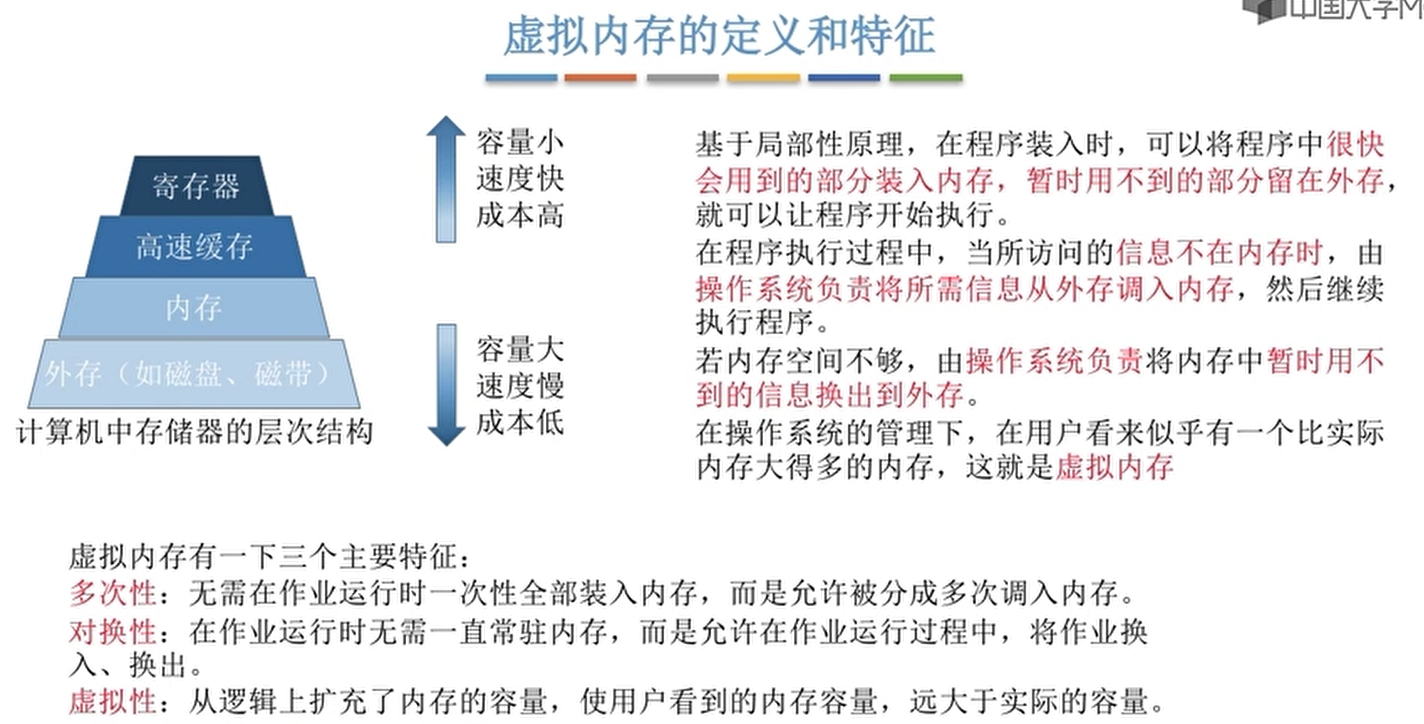 中国大学M
虚拟内存的定义和特征
寄存器
高速缓存
内存
外存（如磁盘、磁带）
计算机中存储器的层次结构
容量小
速度快
成本高
容量大
速度慢
成本低
基于局部性原理，在程序装入时，可以将程序中很快
会用到的部分装入内存，暂时用不到的部分留在外存，
就可以让程序开始执行。
在程序执行过程中，当所访问的信息不在内存时，由
操作系统负责将所需信息从外存调入内存，然后继续
执行程序。
若内存空间不够，由操作系统负责将内存中暂时用不
到的信息换出到外存。
在操作系统的管理下，在用户看来似乎有一个比实际
内存大得多的内存，这就是虚拟内存
虚拟内存有一下三个主要特征：
多次性：无需在作业运行时一次性全部装入内存，而是允许被分成多次调入内存。
对换性：在作业运行时无需一直常驻内存，而是允许在作业运行过程中，将作业换
入、换出。
虚拟性：从逻辑上扩充了内存的容量，使用户看到的内存容量，远大于实际的容量。